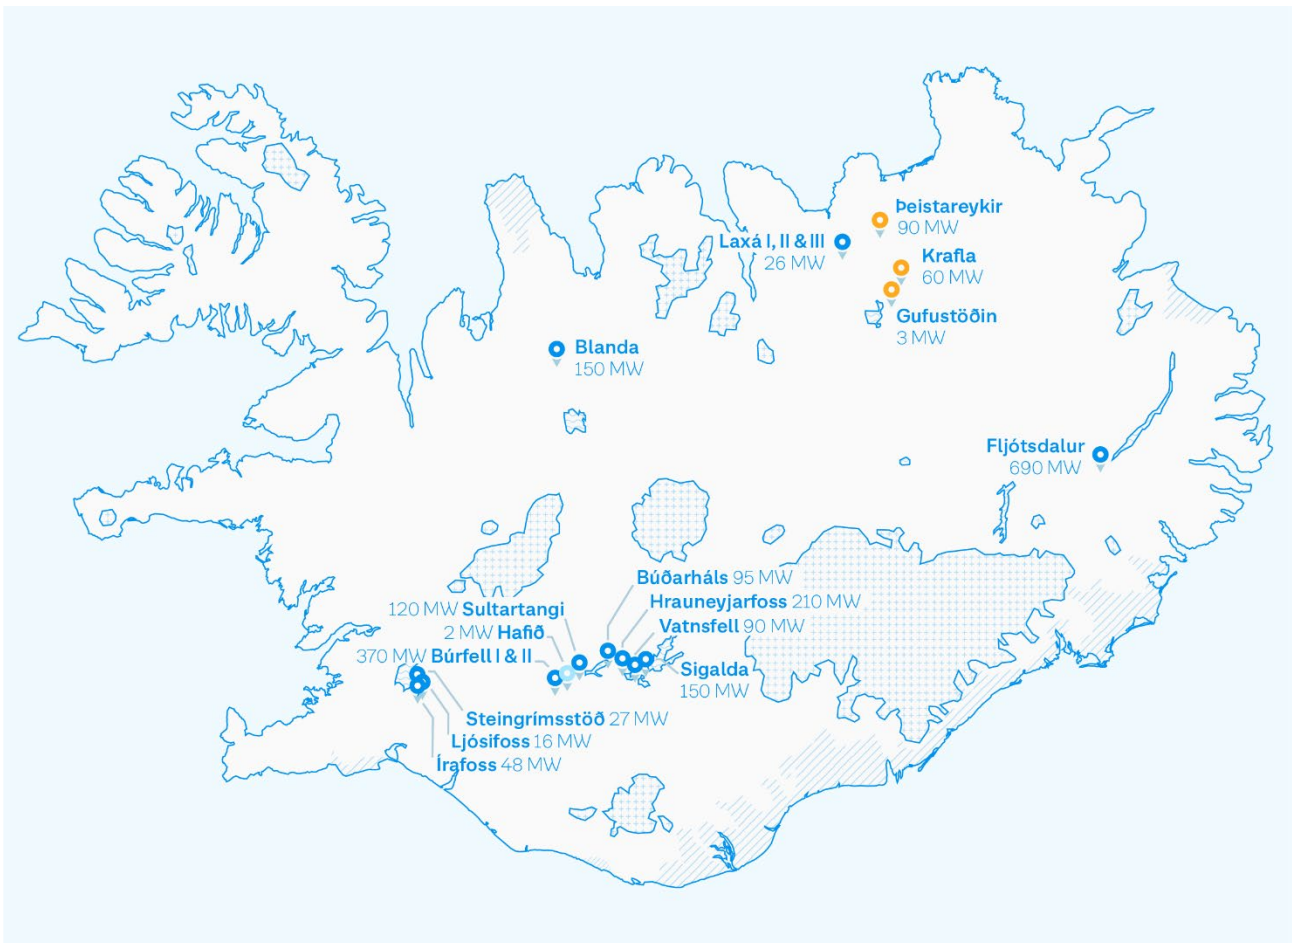 Þeistareykir
90 MW
Laxá I, II & III
26 MW
Krafla
60 MW
Gufustöðin
3 MW
Blanda
150 MW
Fljótsdalur
690 MW
Búðarháls 95 MW
Hrauneyjarfoss 210 MW
Vatnsfell 90 MW
Sigalda
150 MW
120 MW Sultartangi
2 MW Hafið
370 MW Búrfell I & II
Steingrímsstöð 27 MW
Ljósifoss 16 MW
Írafoss 48 MW